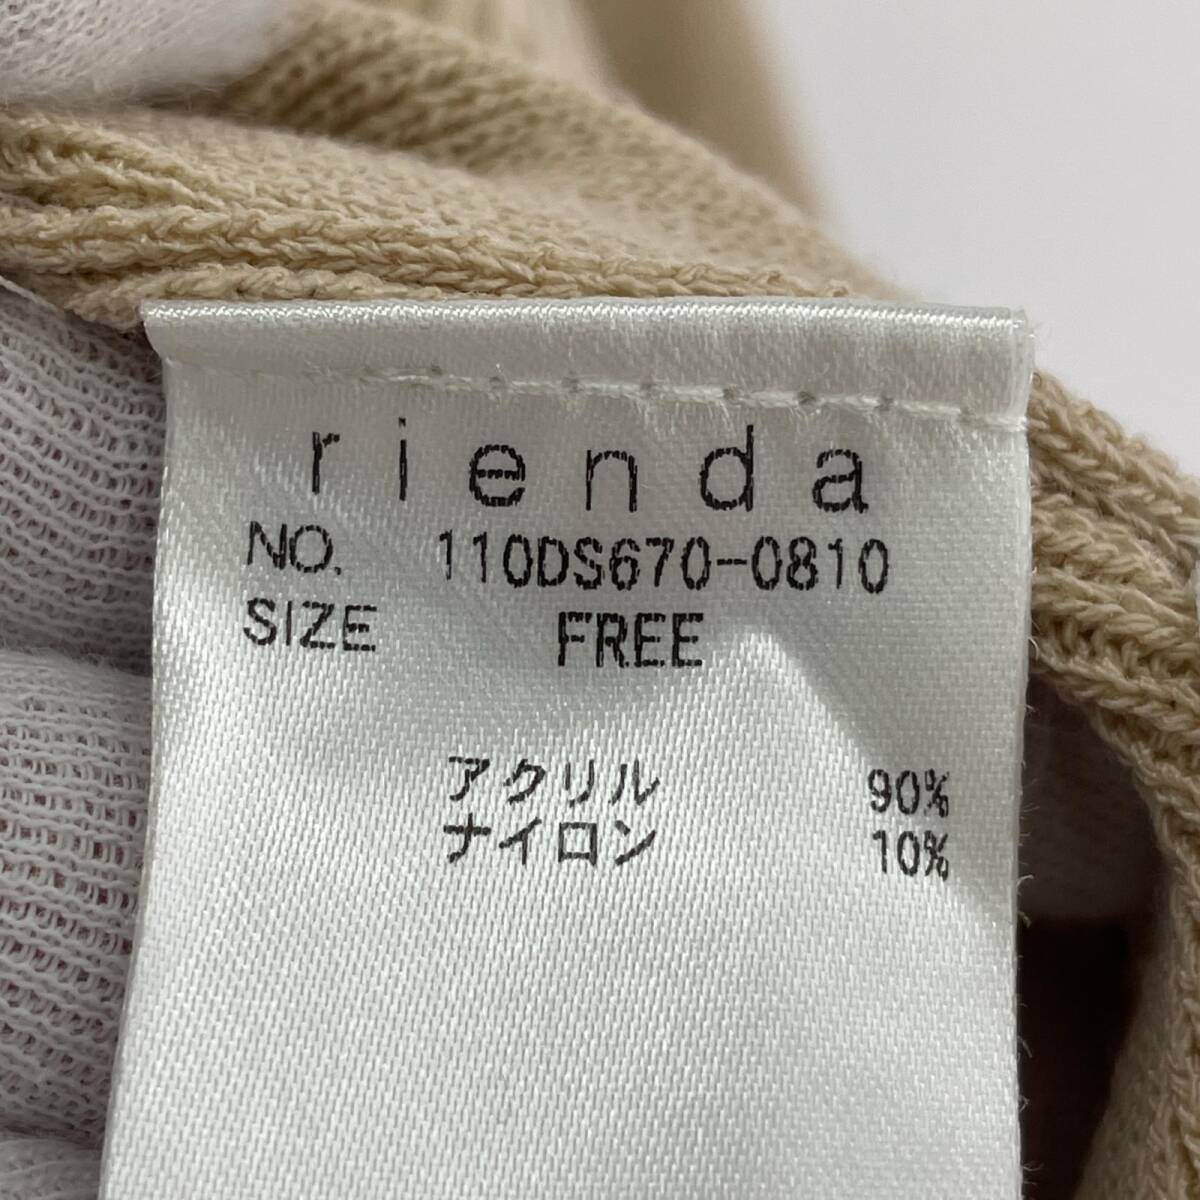 rienda
NO. 110DS670-0810
SIZE FREE
アクリル 90%
ナイロン 10%